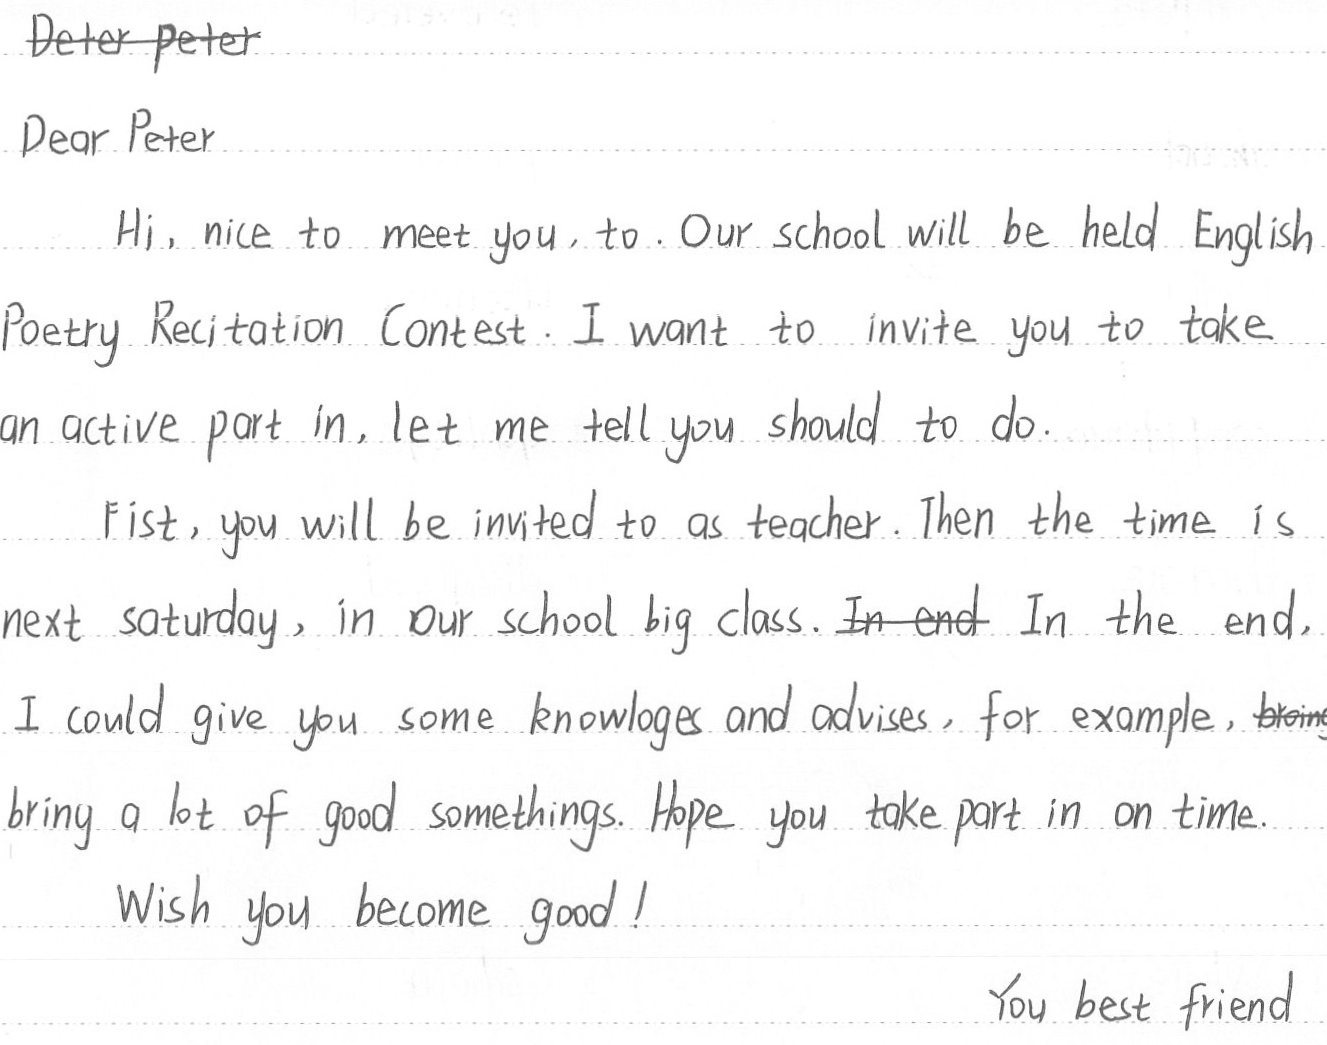 Deter peter
Dear Peter
Hi, nice to meet you, to. Our school will be held English
Poetry Recitation Contest. I want to invite you to take
an active part in, let me tell you should to do.
Fist, you will be invited to as teacher. Then the time is
next saturday, in our school big class. In end In the end,
I could give you some knowloges and advises, for example, broing
bring a lot of good somethings. Hope you take part in on time.
Wish you become good!
You best friend